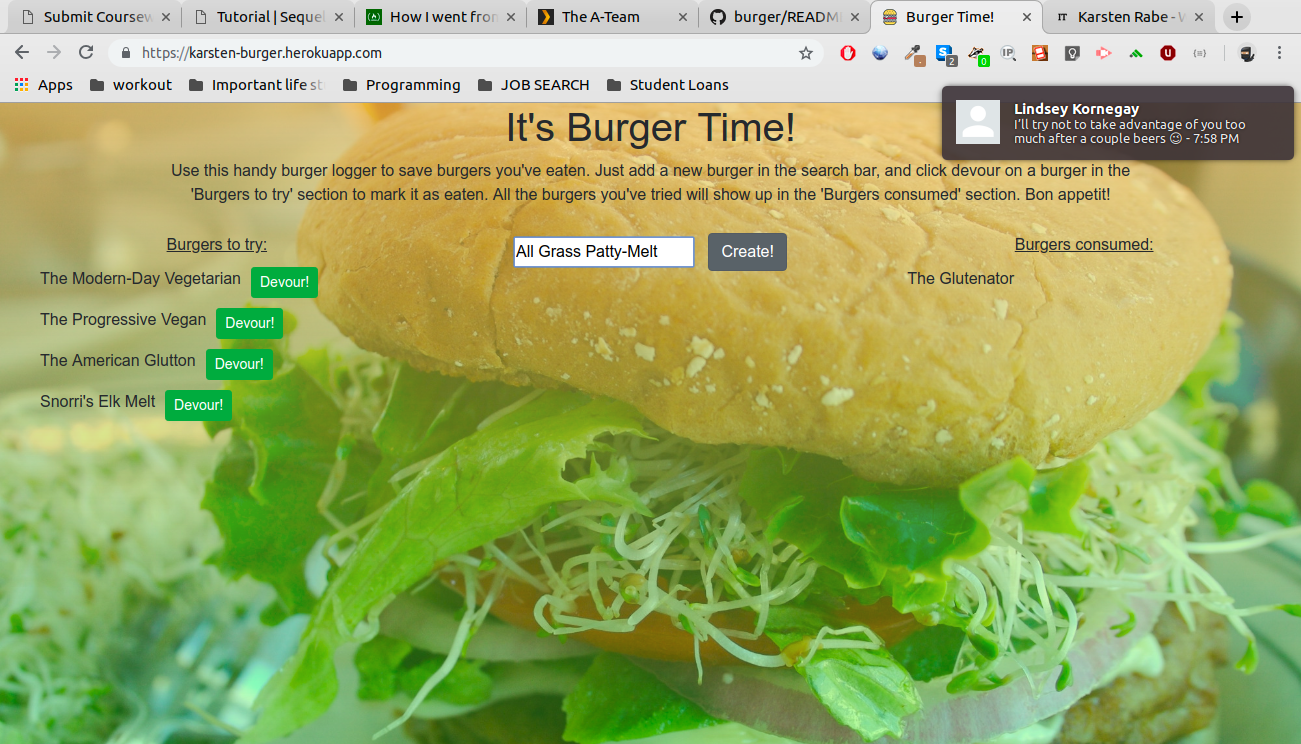 Submit Coursew
Tutorial | Sequel
How I went from
The A-Team
burger/READM
Burger Time!
IT
Karsten Rabe - W
https://karsten-burger.herokuapp.com
S
2
0
IP
U
Apps
workout
Important life st
Programming
JOB SEARCH
Student Loans
Lindsey Kornegay
I'll try not to take advantage of you too
much after a couple beers 😉 - 7:58 PM
It's Burger Time!
Use this handy burger logger to save burgers you've eaten. Just add a new burger in the search bar, and click devour on a burger in the
'Burgers to try' section to mark it as eaten. All the burgers you've tried will show up in the 'Burgers consumed' section. Bon appetit!
Burgers to try:
The Modern-Day Vegetarian Devour!
The Progressive Vegan Devour!
The American Glutton Devour!
Snorri's Elk Melt Devour!
All Grass Patty-Melt Create!
Burgers consumed:
The Glutenator